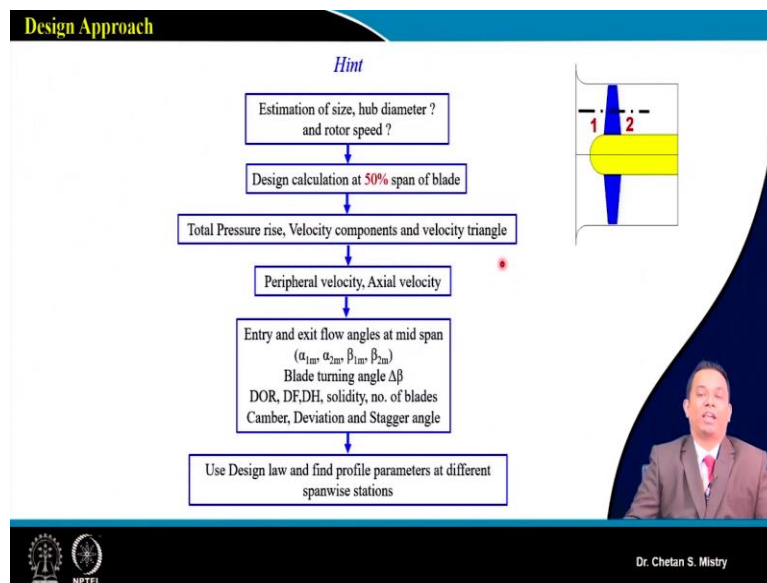 Design Approach
Hint
Estimation of size, hub diameter ?
and rotor speed ?
Design calculation at 50% span of blade
Total Pressure rise, Velocity components and velocity triangle
Peripheral velocity, Axial velocity
Entry and exit flow angles at mid span
(α1m, α2m, β1m, β2m)
Blade turning angle Δβ
DOR, DF,DH, solidity, no. of blades
Camber, Deviation and Stagger angle
Use Design law and find profile parameters at different
spanwise stations
1 2
NPTEL
Dr. Chetan S. Mistry